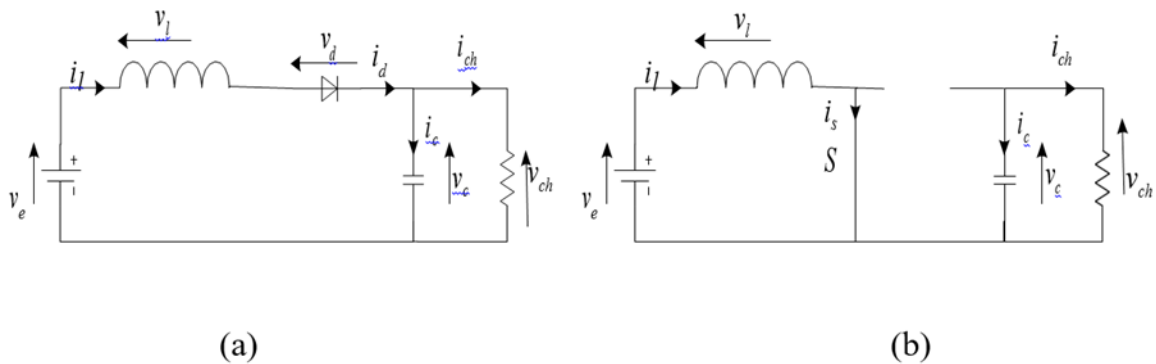 v_l v_d i_d i_ch v_l i_ch
i_l i_l
i_c i_s i_c
+ + S
v_e - v_c v_ch v_e - v_c v_ch
(a) (b)